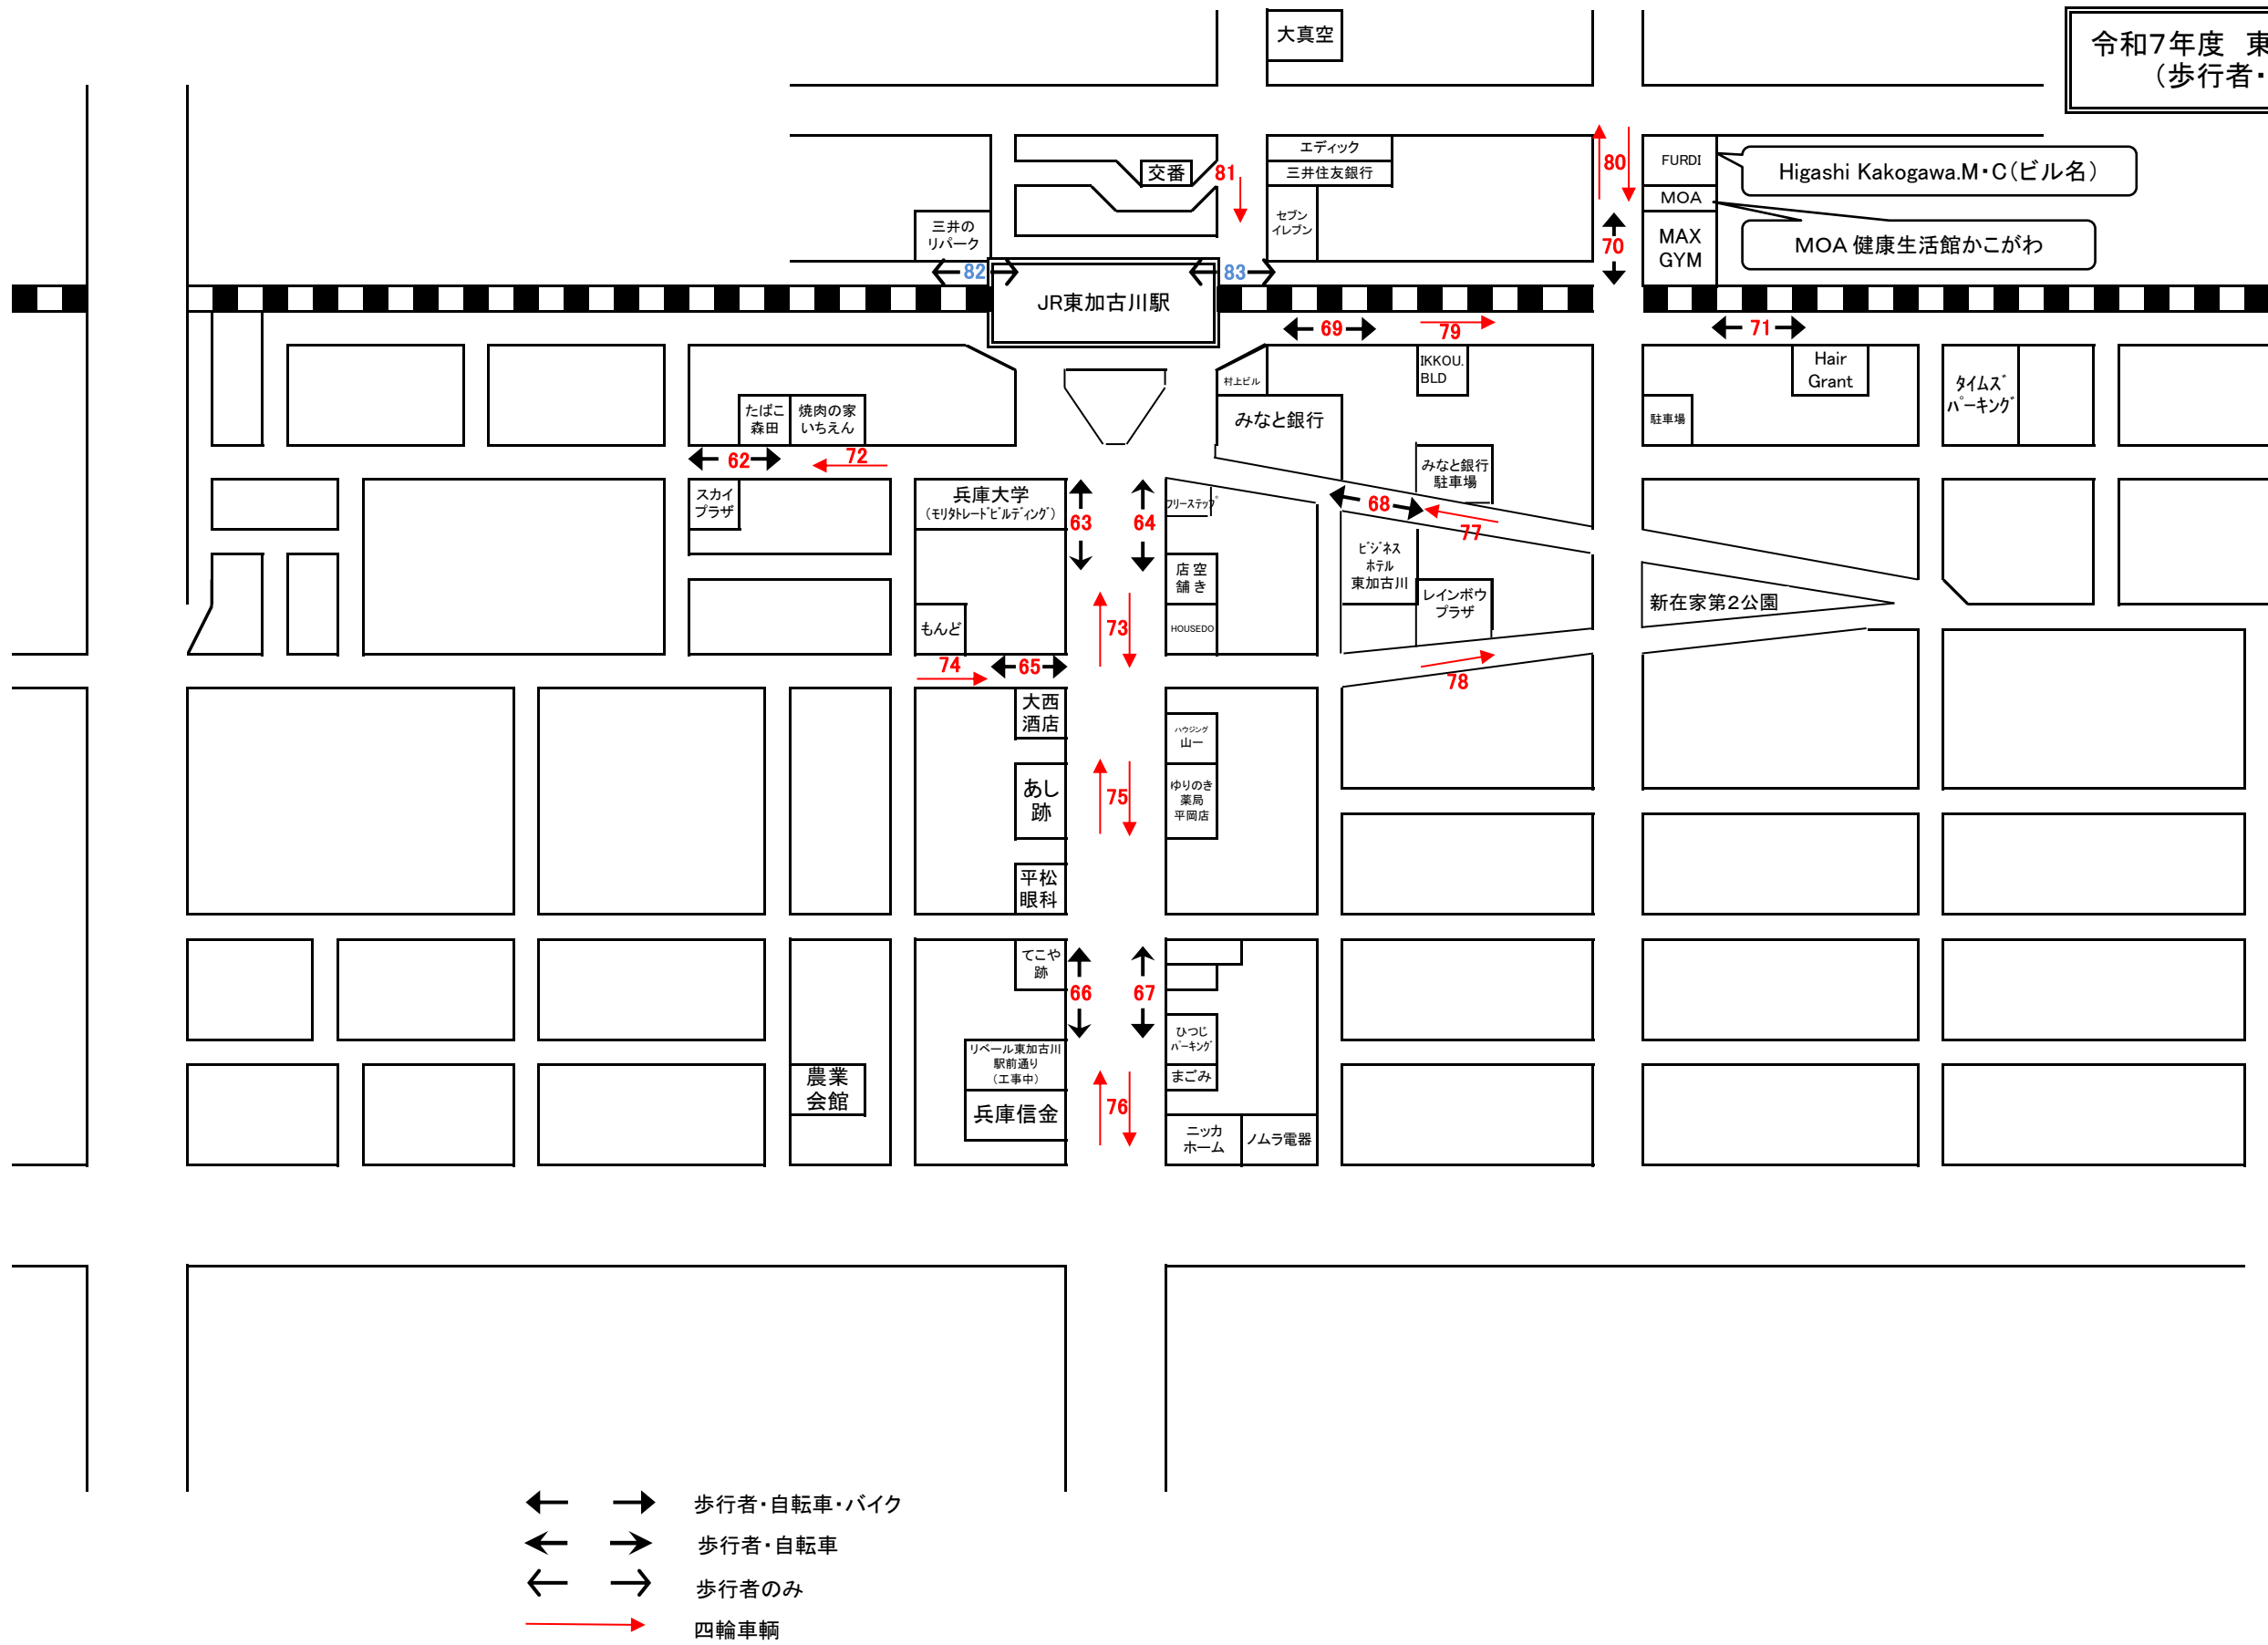 大真空
令和7年度　東
（歩行者・
エディック
三井住友銀行
交番
81
80
FURDI
MOA
Higashi Kakogawa.M・C（ビル名）
セブン
イレブン
三井の
リパーク
70
MAX
GYM
MOA 健康生活館かこがわ
82
83
JR東加古川駅
69
79
71
村上ビル
IKKOU.
BLD
Hair
Grant
タイムズ
パーキング
たばこ
森田
焼肉の家
いちえん
みなと銀行
駐車場
62
72
みなと銀行
駐車場
スカイ
プラザ
兵庫大学
（モリタトレードビルディング）
63
64
フリーステップ
68
77
店 空
舗 き
ビジネス
ホテル
東加古川
レインボウ
プラザ
新在家第2公園
もんど
73
HOUSEDO
74
65
78
大西
酒店
ハウジング
山一
あし
跡
75
ゆりのき
薬局
平岡店
平松
眼科
てこや
跡
66
67
ひつじ
パーキング
リベール東加古川
駅前通り
（工事中）
まごみ
農業
会館
兵庫信金
76
ニッカ
ホーム
ノムラ電器
歩行者・自転車・バイク
歩行者・自転車
歩行者のみ
四輪車輌